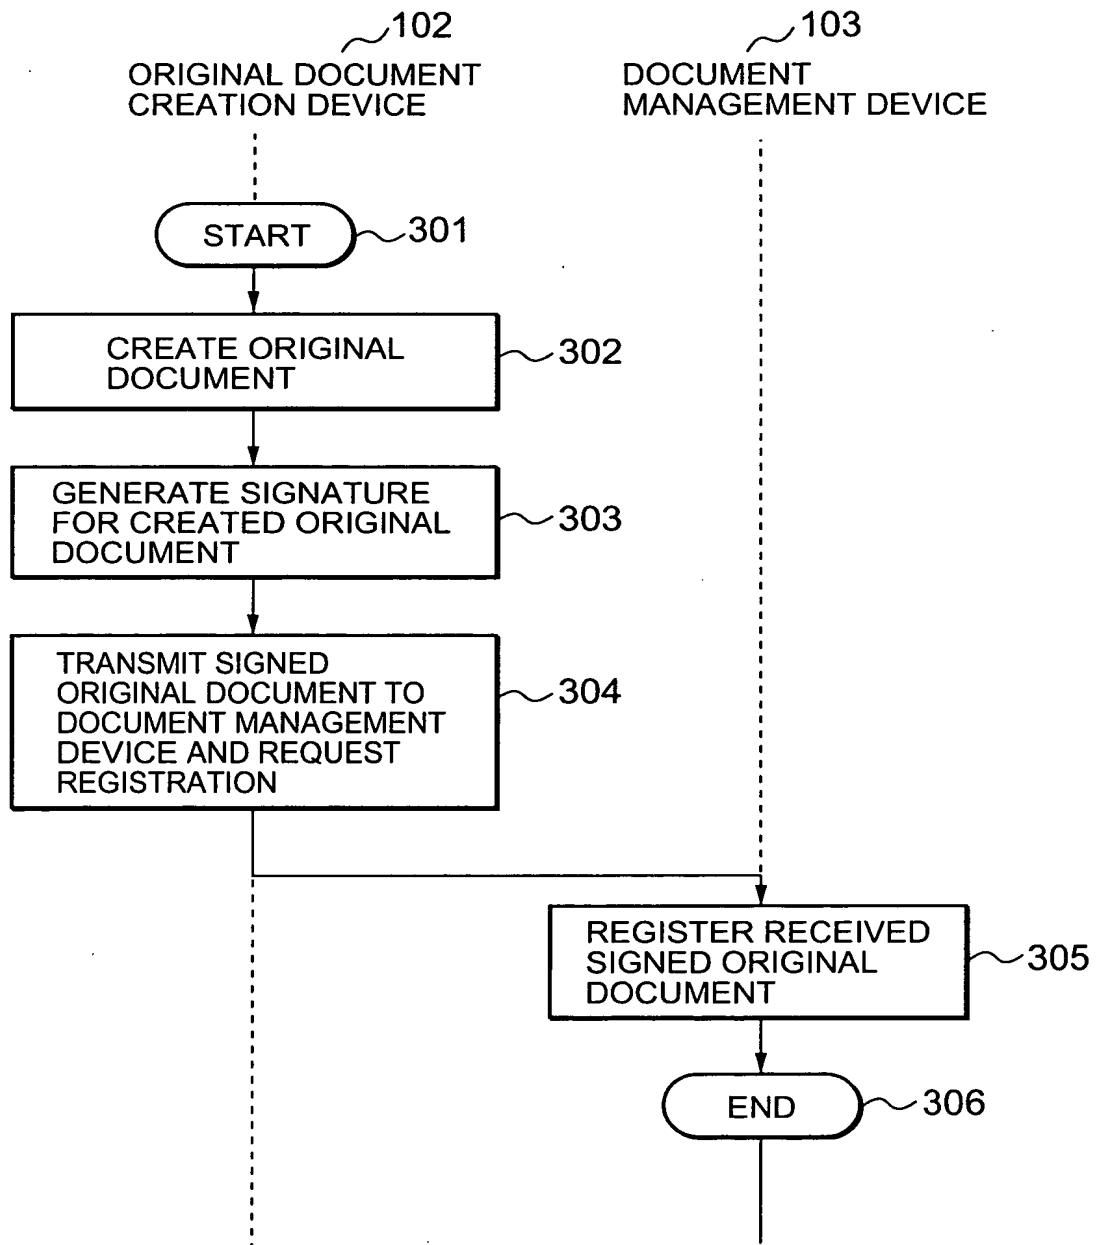 102
ORIGINAL DOCUMENT
CREATION DEVICE
103
DOCUMENT
MANAGEMENT DEVICE
START
301
CREATE ORIGINAL
DOCUMENT
302
GENERATE SIGNATURE
FOR CREATED ORIGINAL
DOCUMENT
303
TRANSMIT SIGNED
ORIGINAL DOCUMENT TO
DOCUMENT MANAGEMENT
DEVICE AND REQUEST
REGISTRATION
304
REGISTER RECEIVED
SIGNED ORIGINAL
DOCUMENT
305
END
306